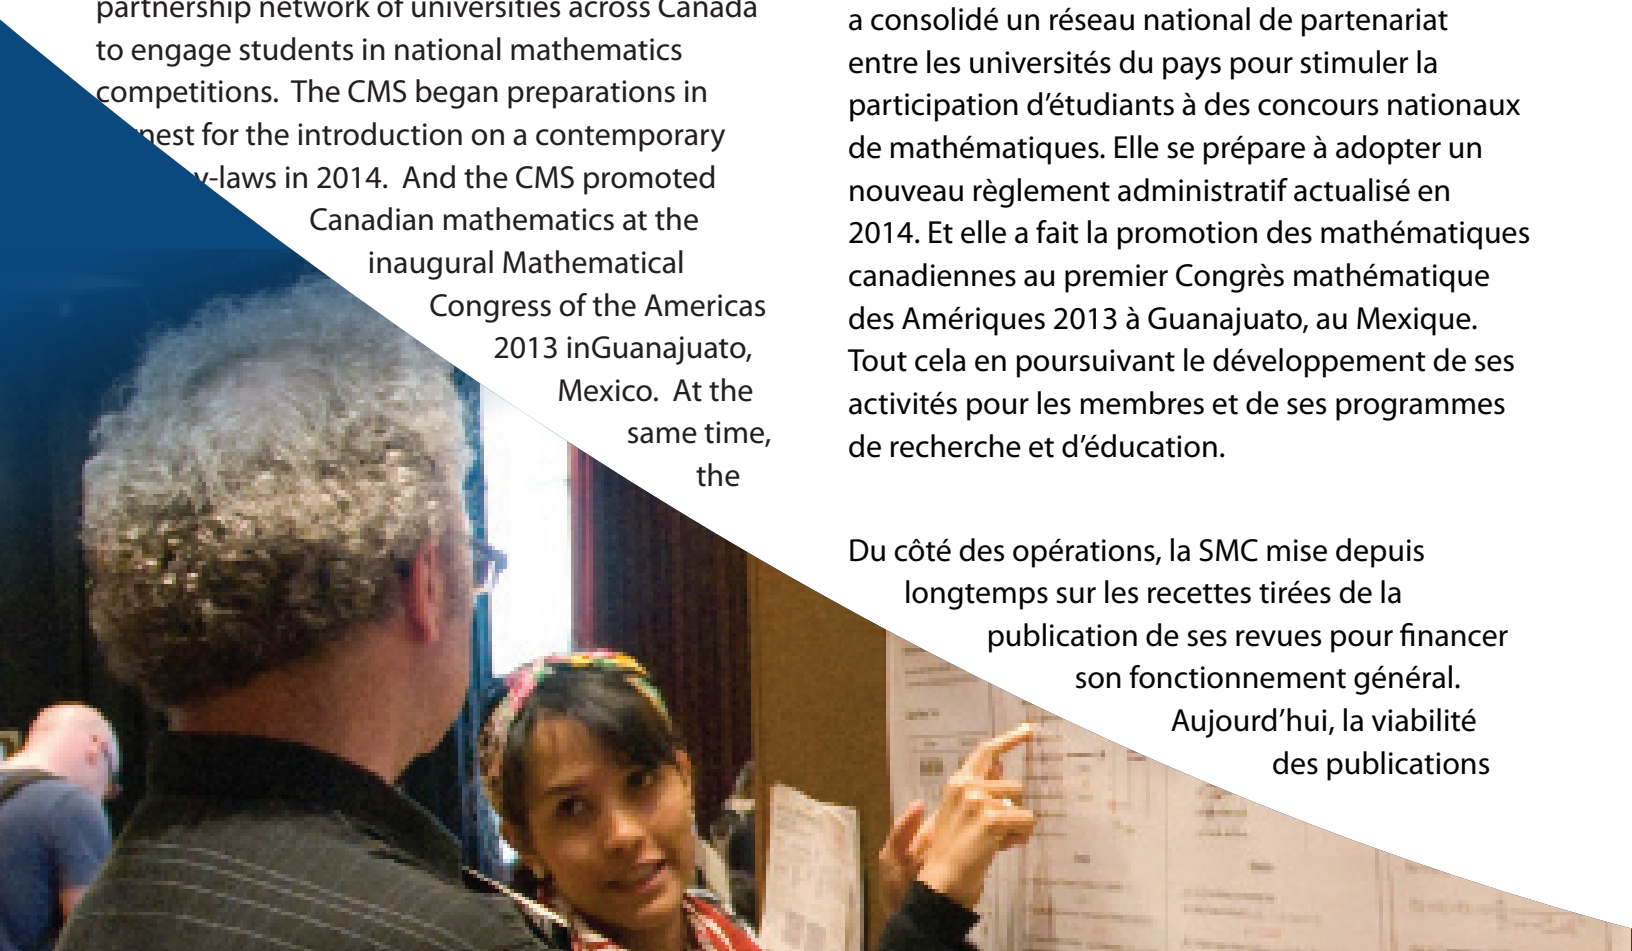 partnership network of universities across Canada
to engage students in national mathematics
competitions. The CMS began preparations in
for the introduction on a contemporary
-laws in 2014. And the CMS promoted
Canadian mathematics at the
inaugural Mathematical
Congress of the Americas
2013 inGuanajuato,
Mexico. At the
same time,
the
a consolidé un réseau national de partenariat
entre les universités du pays pour stimuler la
participation d’étudiants à des concours nationaux
de mathématiques. Elle se prépare à adopter un
nouveau règlement administratif actualisé en
2014. Et elle a fait la promotion des mathématiques
canadiennes au premier Congrès mathématique
des Amériques 2013 à Guanajuato, au Mexique.
Tout cela en poursuivant le développement de ses
activités pour les membres et de ses programmes
de recherche et d’éducation.
Du côté des opérations, la SMC mise depuis
longtemps sur les recettes tirées de la
publication de ses revues pour financer
son fonctionnement général.
Aujourd’hui, la viabilité
des publications